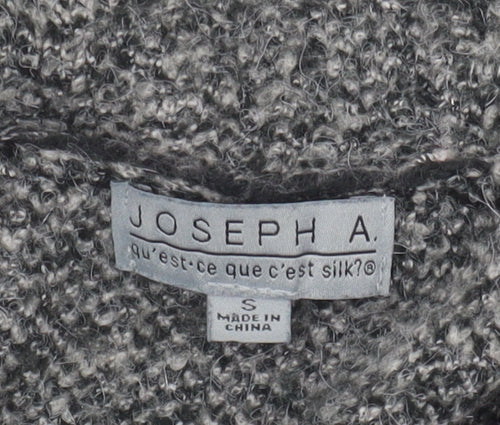 JOSEPH A.
qu'est·ce que c'est silk?®
S
MADE IN
CHINA